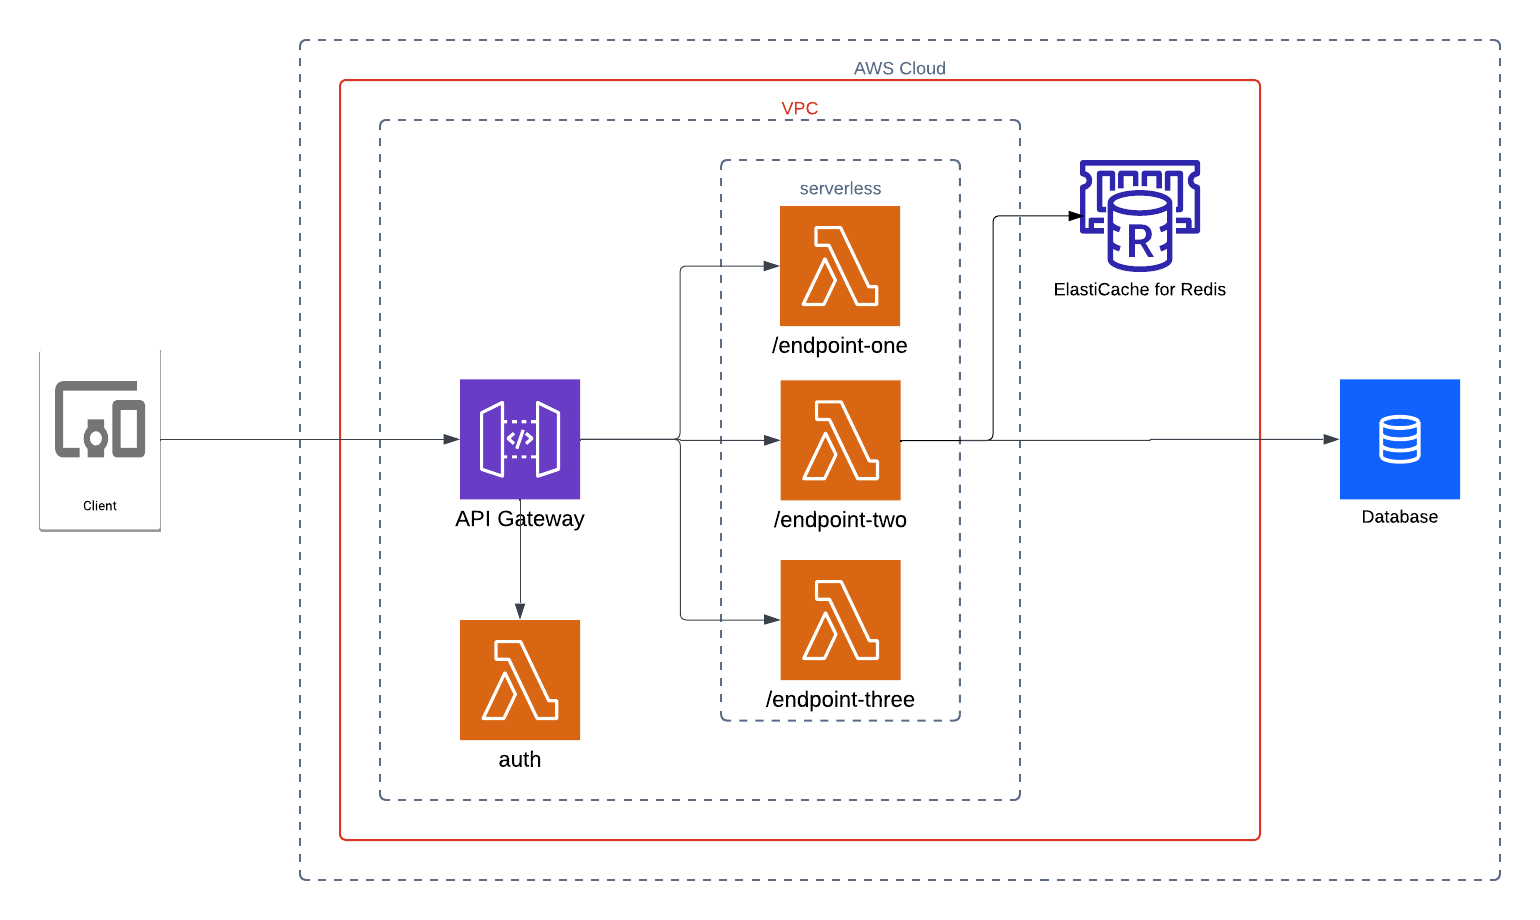 AWS Cloud
VPC
serverless
R
ElastiCache for Redis
/endpoint-one
</>
Client
API Gateway
/endpoint-two
Database
/endpoint-three
auth